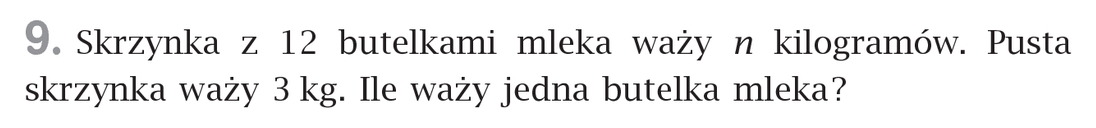 9. Skrzynka z 12 butelkami mleka waży n kilogramów. Pusta
skrzynka waży 3 kg. Ile waży jedna butelka mleka?